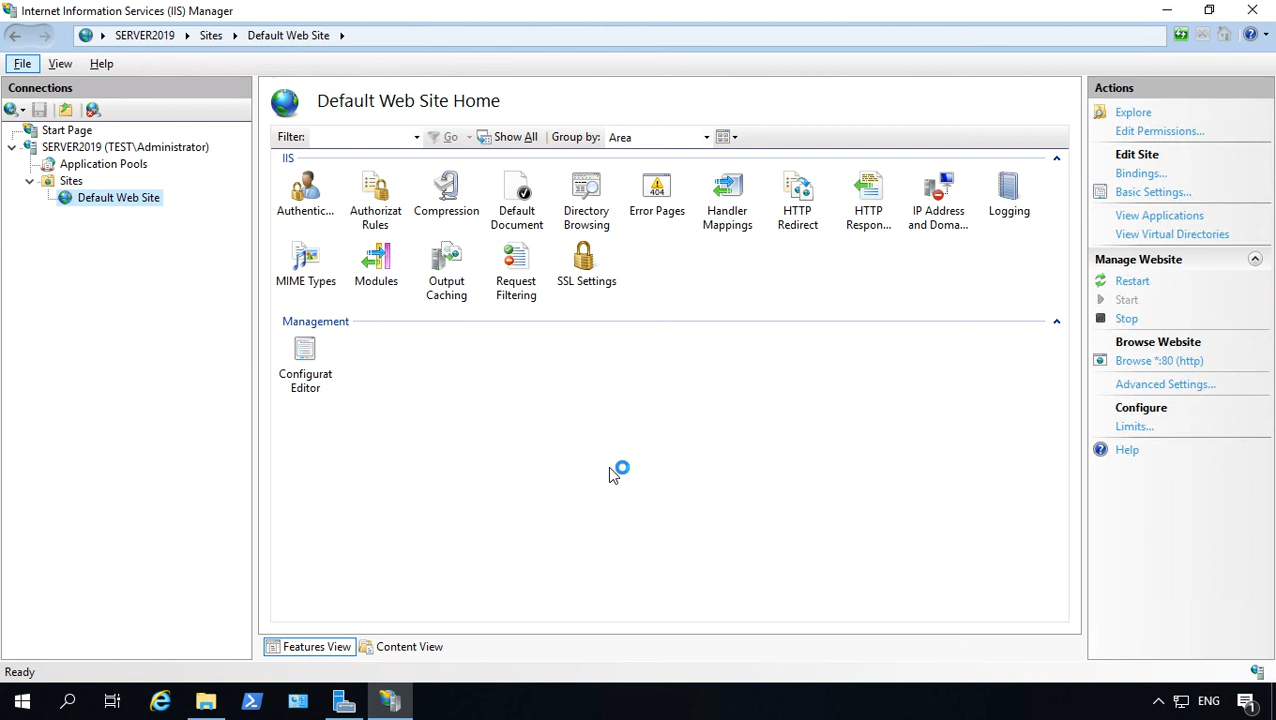 Internet Information Services (IIS) Manager
SERVER2019 Sites Default Web Site
File View Help
Connections
Start Page
SERVER2019 (TEST\Administrator)
Application Pools
Sites
Default Web Site
Default Web Site Home
Filter: Go Show All Group by: Area
IIS
Authentic...
Authorizat
Rules
Compression
Default
Document
Directory
Browsing
Error Pages
404
Handler
Mappings
HTTP
Redirect
HTTP
Respon...
IP Address
and Doma...
Logging
MIME Types
Modules
Output
Caching
Request
Filtering
SSL Settings
Management
Configurat
Editor
Features View Content View
Actions
Explore
Edit Permissions...
Edit Site
Bindings...
Basic Settings...
View Applications
View Virtual Directories
Manage Website
Restart
Start
Stop
Browse Website
Browse *:80 (http)
Advanced Settings...
Configure
Limits...
Help
Ready
ENG
1